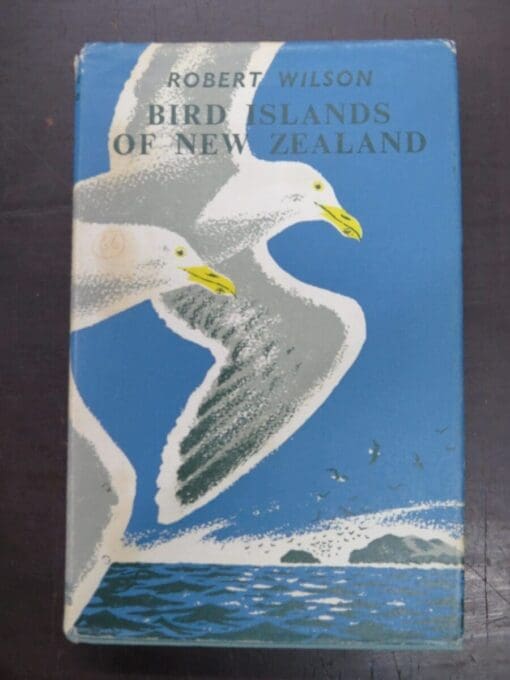 ROBERT WILSON
BIRD ISLANDS
OF NEW ZEALAND